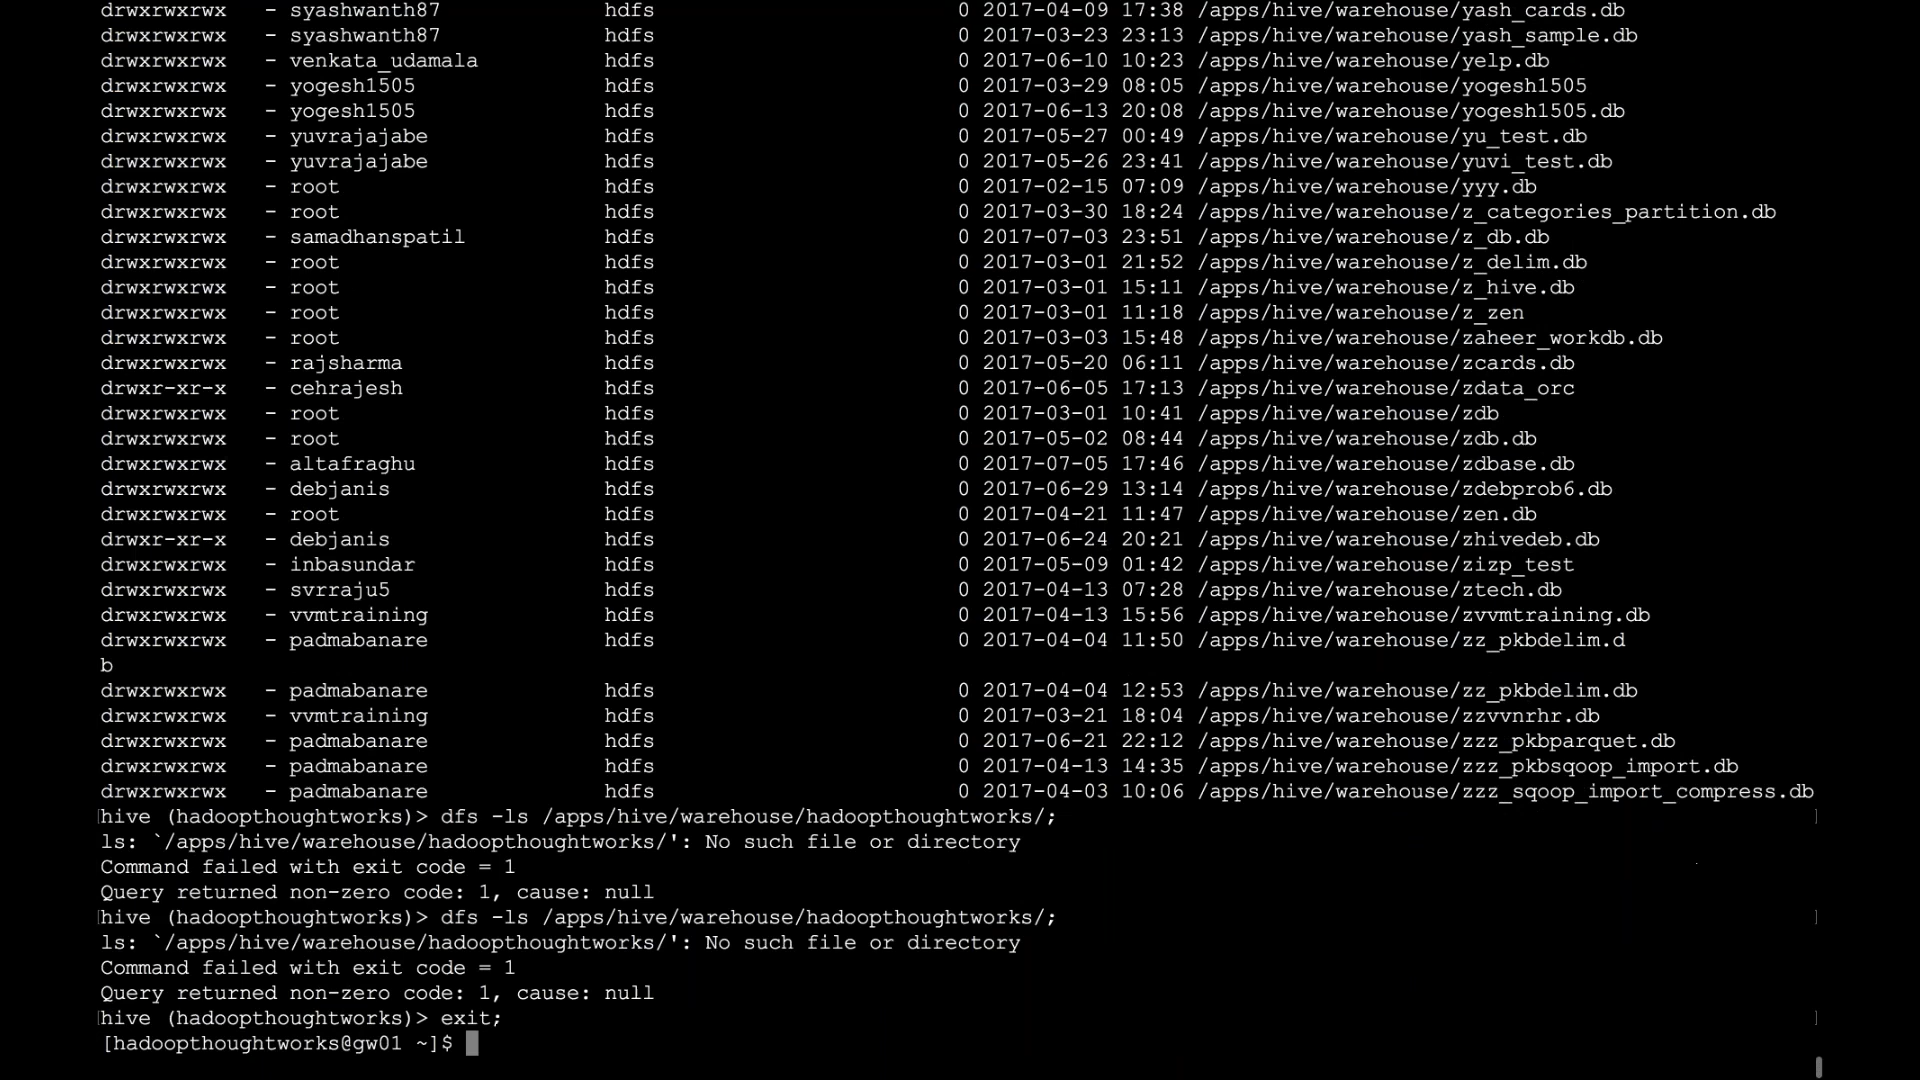 drwxrwxrwx   - syashwanth87             hdfs                        0 2017-04-09 17:38 /apps/hive/warehouse/yash_cards.db
drwxrwxrwx   - syashwanth87             hdfs                        0 2017-03-23 23:13 /apps/hive/warehouse/yash_sample.db
drwxrwxrwx   - venkata_udamala          hdfs                        0 2017-06-10 10:23 /apps/hive/warehouse/yelp.db
drwxrwxrwx   - yogesh1505               hdfs                        0 2017-03-29 08:05 /apps/hive/warehouse/yogesh1505
drwxrwxrwx   - yogesh1505               hdfs                        0 2017-06-13 20:08 /apps/hive/warehouse/yogesh1505.db
drwxrwxrwx   - yuvrajajabe              hdfs                        0 2017-05-27 00:49 /apps/hive/warehouse/yu_test.db
drwxrwxrwx   - yuvrajajabe              hdfs                        0 2017-05-26 23:41 /apps/hive/warehouse/yuvi_test.db
drwxrwxrwx   - root                     hdfs                        0 2017-02-15 07:09 /apps/hive/warehouse/yyy.db
drwxrwxrwx   - root                     hdfs                        0 2017-03-30 18:24 /apps/hive/warehouse/z_categories_partition.db
drwxrwxrwx   - samadhanspatil           hdfs                        0 2017-07-03 23:51 /apps/hive/warehouse/z_db.db
drwxrwxrwx   - root                     hdfs                        0 2017-03-01 21:52 /apps/hive/warehouse/z_delim.db
drwxrwxrwx   - root                     hdfs                        0 2017-03-01 15:11 /apps/hive/warehouse/z_hive.db
drwxrwxrwx   - root                     hdfs                        0 2017-03-01 11:18 /apps/hive/warehouse/z_zen
drwxrwxrwx   - root                     hdfs                        0 2017-03-03 15:48 /apps/hive/warehouse/zaheer_workdb.db
drwxrwxrwx   - rajsharma                hdfs                        0 2017-05-20 06:11 /apps/hive/warehouse/zcards.db
drwxr-xr-x   - cehrajesh                hdfs                        0 2017-06-05 17:13 /apps/hive/warehouse/zdata_orc
drwxrwxrwx   - root                     hdfs                        0 2017-03-01 10:41 /apps/hive/warehouse/zdb
drwxrwxrwx   - root                     hdfs                        0 2017-05-02 08:44 /apps/hive/warehouse/zdb.db
drwxrwxrwx   - altafraghu               hdfs                        0 2017-07-05 17:46 /apps/hive/warehouse/zdbase.db
drwxrwxrwx   - debjanis                 hdfs                        0 2017-06-29 13:14 /apps/hive/warehouse/zdebprob6.db
drwxrwxrwx   - root                     hdfs                        0 2017-04-21 11:47 /apps/hive/warehouse/zen.db
drwxr-xr-x   - debjanis                 hdfs                        0 2017-06-24 20:21 /apps/hive/warehouse/zhivedeb.db
drwxrwxrwx   - inbasundar               hdfs                        0 2017-05-09 01:42 /apps/hive/warehouse/zizp_test
drwxrwxrwx   - svrraju5                 hdfs                        0 2017-04-13 07:28 /apps/hive/warehouse/ztech.db
drwxrwxrwx   - vvmtraining              hdfs                        0 2017-04-13 15:56 /apps/hive/warehouse/zvvmtraining.db
drwxrwxrwx   - padmabanare              hdfs                        0 2017-04-04 11:50 /apps/hive/warehouse/zz_pkbdelim.d
b
drwxrwxrwx   - padmabanare              hdfs                        0 2017-04-04 12:53 /apps/hive/warehouse/zz_pkbdelim.db
drwxrwxrwx   - vvmtraining              hdfs                        0 2017-03-21 18:04 /apps/hive/warehouse/zzvvnrhr.db
drwxrwxrwx   - padmabanare              hdfs                        0 2017-06-21 22:12 /apps/hive/warehouse/zzz_pkbparquet.db
drwxrwxrwx   - padmabanare              hdfs                        0 2017-04-13 14:35 /apps/hive/warehouse/zzz_pkbsqoop_import.db
drwxrwxrwx   - padmabanare              hdfs                        0 2017-04-03 10:06 /apps/hive/warehouse/zzz_sqoop_import_compress.db
[hive (hadoopthoughtworks)> dfs -ls /apps/hive/warehouse/hadoopthoughtworks/; ]
ls: `/apps/hive/warehouse/hadoopthoughtworks/': No such file or directory
Command failed with exit code = 1
Query returned non-zero code: 1, cause: null
[hive (hadoopthoughtworks)> dfs -ls /apps/hive/warehouse/hadoopthoughtworks/; ]
ls: `/apps/hive/warehouse/hadoopthoughtworks/': No such file or directory
Command failed with exit code = 1
Query returned non-zero code: 1, cause: null
[hive (hadoopthoughtworks)> exit; ]
[hadoopthoughtworks@gw01 ~]$